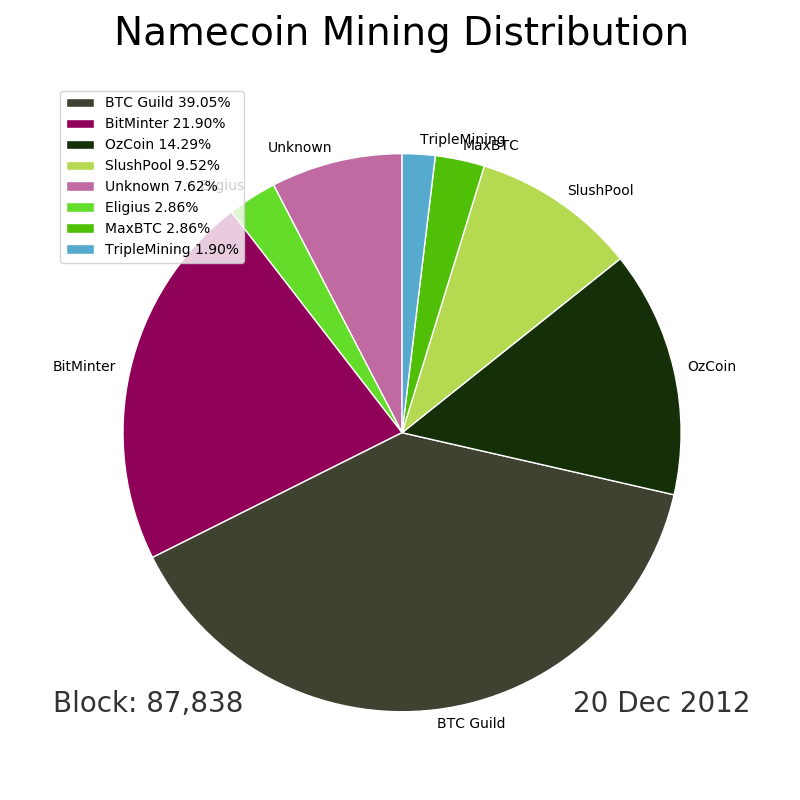 Namecoin Mining Distribution
BTC Guild 39.05%
BitMinter 21.90%
OzCoin 14.29%
SlushPool 9.52%
Unknown 7.62%
Eligius 2.86%
MaxBTC 2.86%
TripleMining 1.90%
TripleMining
MaxBTC
Unknown
Eligius
SlushPool
BitMinter
OzCoin
BTC Guild
Block: 87,838
20 Dec 2012